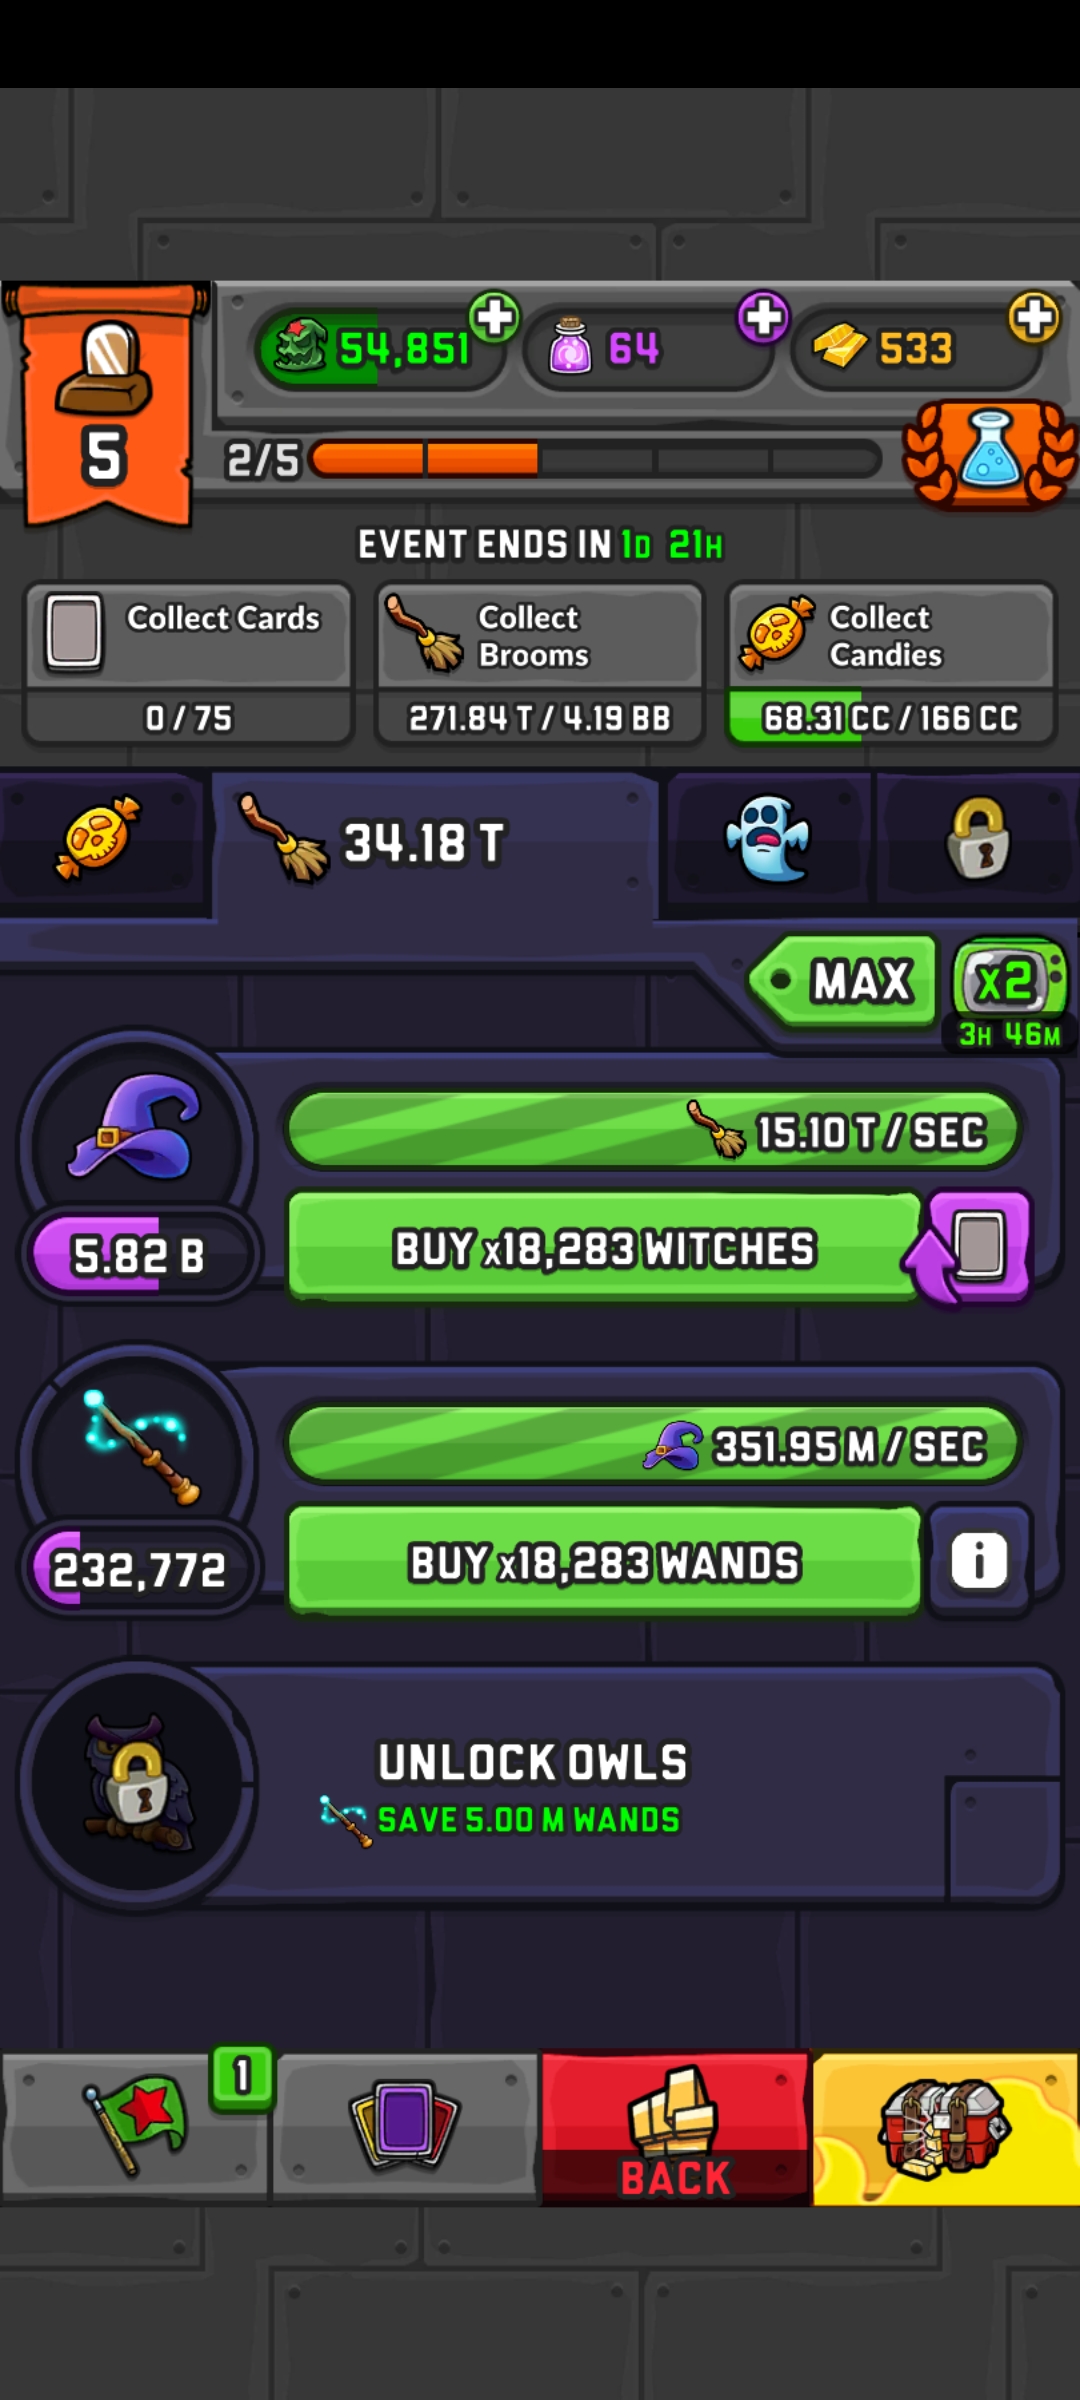 54,851
64
533
5
2/5
EVENT ENDS IN 1D 21H
Collect Cards
0 / 75
Collect
Brooms
271.84 T / 4.19 BB
Collect
Candies
68.31 CC / 166 CC
34.18 T
MAX
x2
3H 46M
15.10 T / SEC
5.82 B
BUY x18,283 WITCHES
351.95 M / SEC
232,772
BUY x18,283 WANDS
i
UNLOCK OWLS
SAVE 5.00 M WANDS
1
BACK